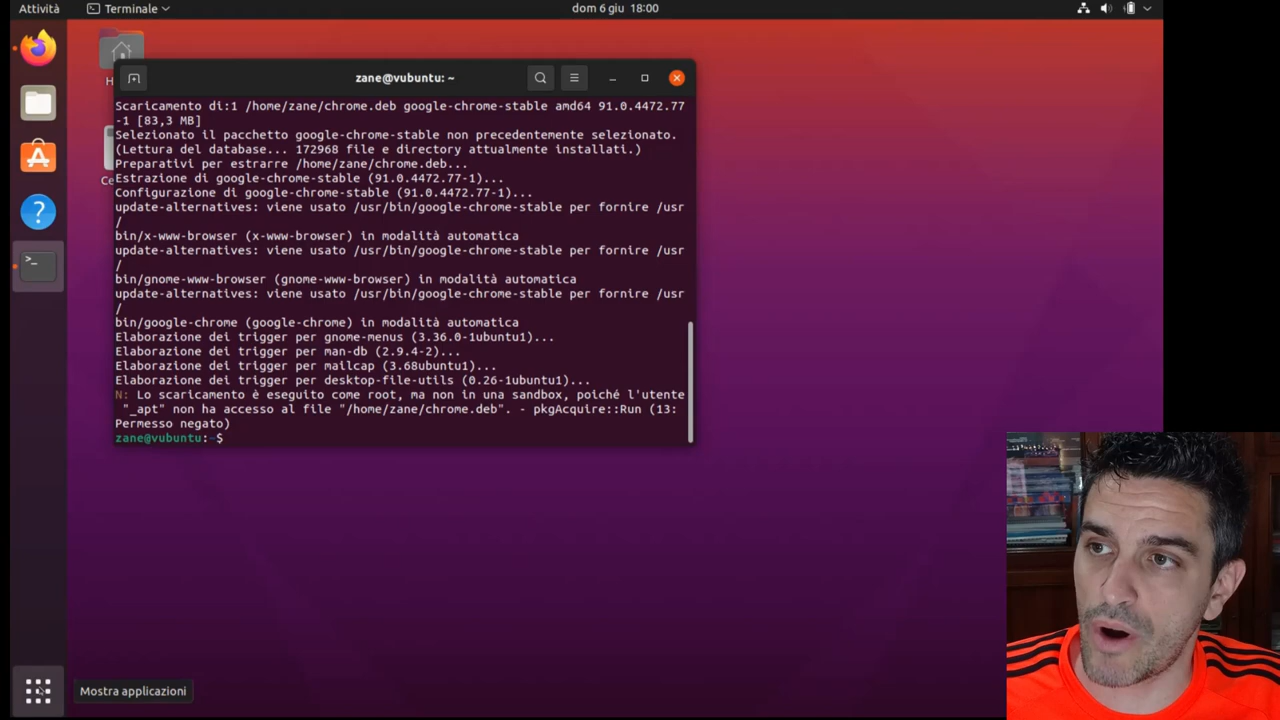 Attività
Terminale
dom 6 giu 18:00
zane@vubuntu: ~
Scaricamento di:1 /home/zane/chrome.deb google-chrome-stable amd64 91.0.4472.77
-1 [83,3 MB]
Selezionato il pacchetto google-chrome-stable non precedentemente selezionato.
(Lettura del database... 172968 file e directory attualmente installati.)
Preparativi per estrarre /home/zane/chrome.deb...
Estrazione di google-chrome-stable (91.0.4472.77-1)...
Configurazione di google-chrome-stable (91.0.4472.77-1)...
update-alternatives: viene usato /usr/bin/google-chrome-stable per fornire /usr
/
bin/x-www-browser (x-www-browser) in modalità automatica
update-alternatives: viene usato /usr/bin/google-chrome-stable per fornire /usr
/
bin/gnome-www-browser (gnome-www-browser) in modalità automatica
update-alternatives: viene usato /usr/bin/google-chrome-stable per fornire /usr
/
bin/google-chrome (google-chrome) in modalità automatica
Elaborazione dei trigger per gnome-menus (3.36.0-1ubuntu1)...
Elaborazione dei trigger per man-db (2.9.4-2)...
Elaborazione dei trigger per mailcap (3.68ubuntu1)...
Elaborazione dei trigger per desktop-file-utils (0.26-1ubuntu1)...
N: Lo scaricamento è eseguito come root, ma non in una sandbox, poiché l'utente
"_apt" non ha accesso al file "/home/zane/chrome.deb". - pkgAcquire::Run (13:
Permesso negato)
zane@vubuntu:~$
Mostra applicazioni